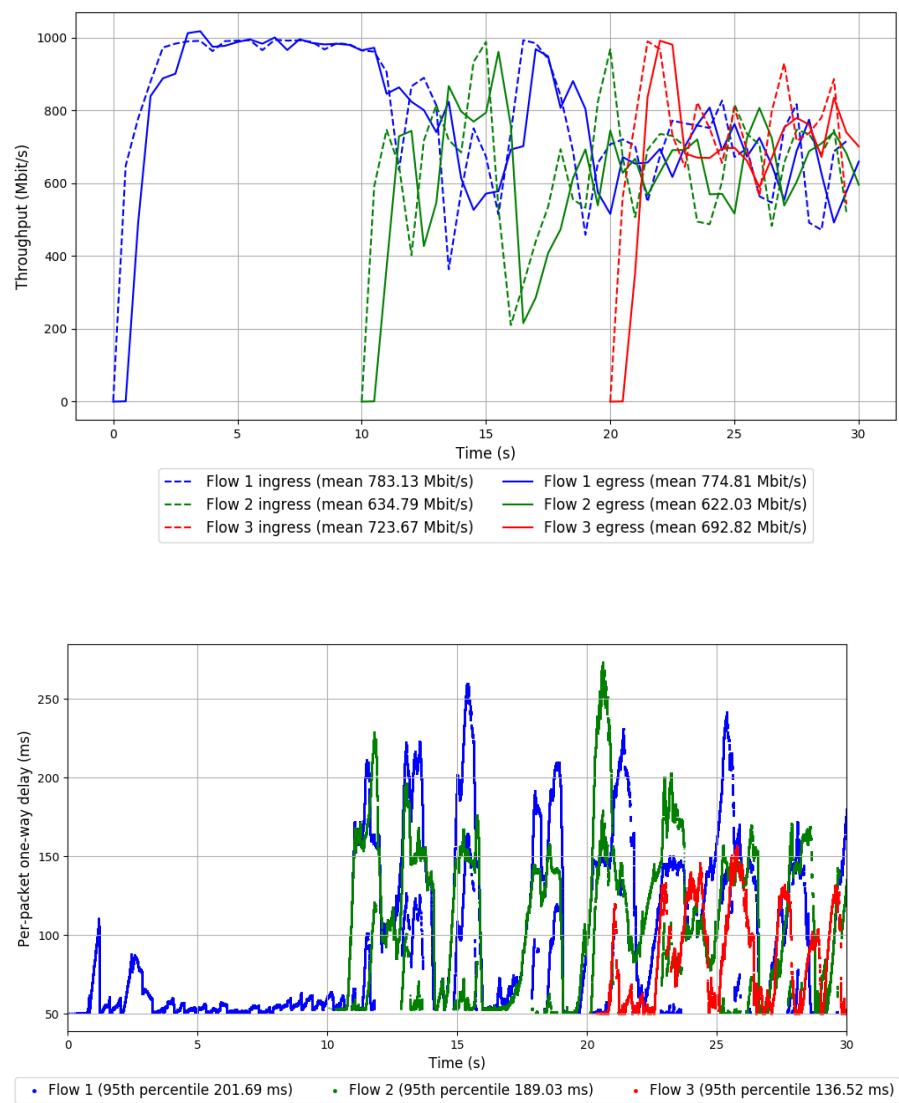 1000
800
600
400
200
0
Throughput (Mbit/s)
0 5 10 15 20 25 30
Time (s)
Flow 1 ingress (mean 783.13 Mbit/s) Flow 1 egress (mean 774.81 Mbit/s)
Flow 2 ingress (mean 634.79 Mbit/s) Flow 2 egress (mean 622.03 Mbit/s)
Flow 3 ingress (mean 723.67 Mbit/s) Flow 3 egress (mean 692.82 Mbit/s)
250
200
150
100
50
Per-packet one-way delay (ms)
0 5 10 15 20 25 30
Time (s)
Flow 1 (95th percentile 201.69 ms) Flow 2 (95th percentile 189.03 ms) Flow 3 (95th percentile 136.52 ms)